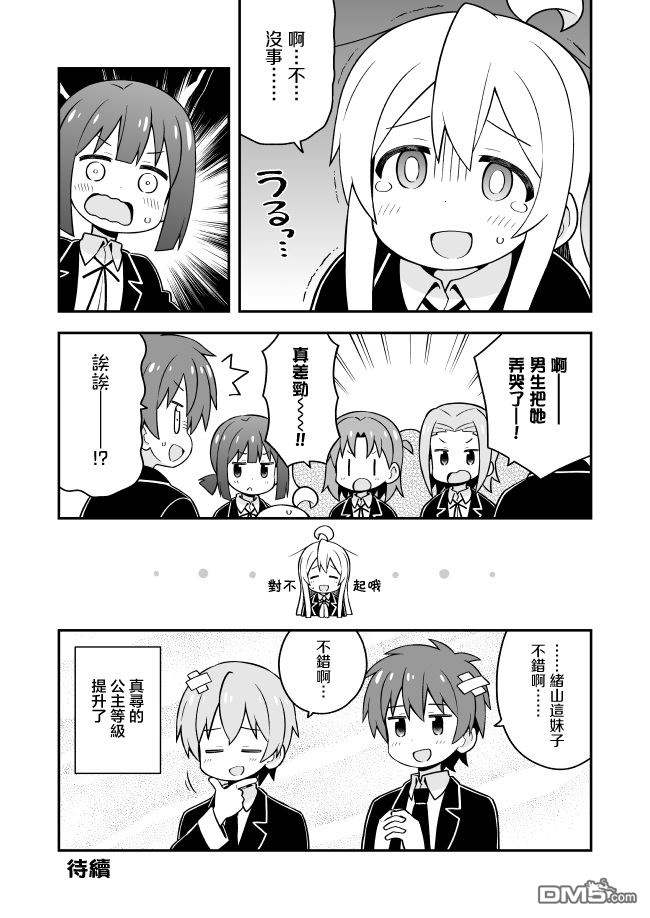 啊…不…
沒事……
うるっ…
啊——
男生把她
弄哭了—！
真差勁～～!!
誒誒
———!?
對不
起哦
……緒山這妹子
不錯啊……
不錯啊…
真尋的
公主等級
提升了
待續
DM5.com